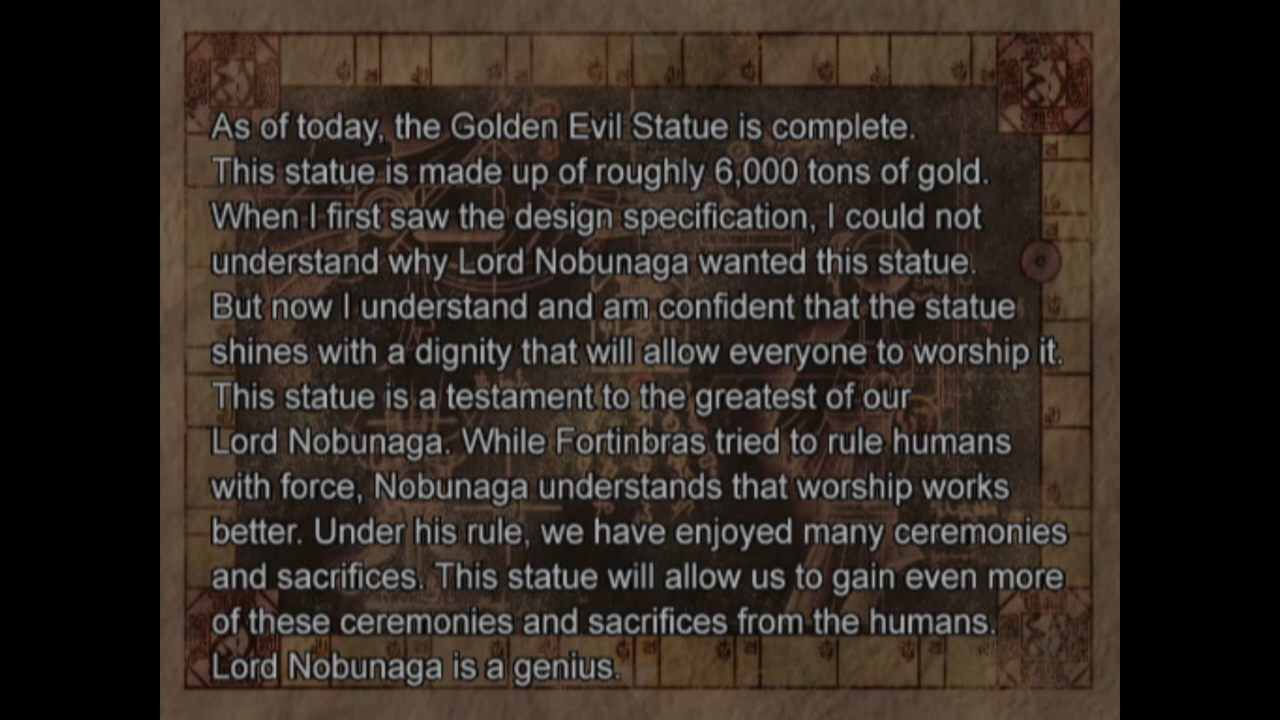 As of today, the Golden Evil Statue is complete.
This statue is made up of roughly 6,000 tons of gold.
When I first saw the design specification, I could not
understand why Lord Nobunaga wanted this statue.
But now I understand and am confident that the statue
shines with a dignity that will allow everyone to worship it.
This statue is a testament to the greatest of our
Lord Nobunaga. While Fortinbras tried to rule humans
with force, Nobunaga understands that worship works
better. Under his rule, we have enjoyed many ceremonies
and sacrifices. This statue will allow us to gain even more
of these ceremonies and sacrifices from the humans.
Lord Nobunaga is a genius.